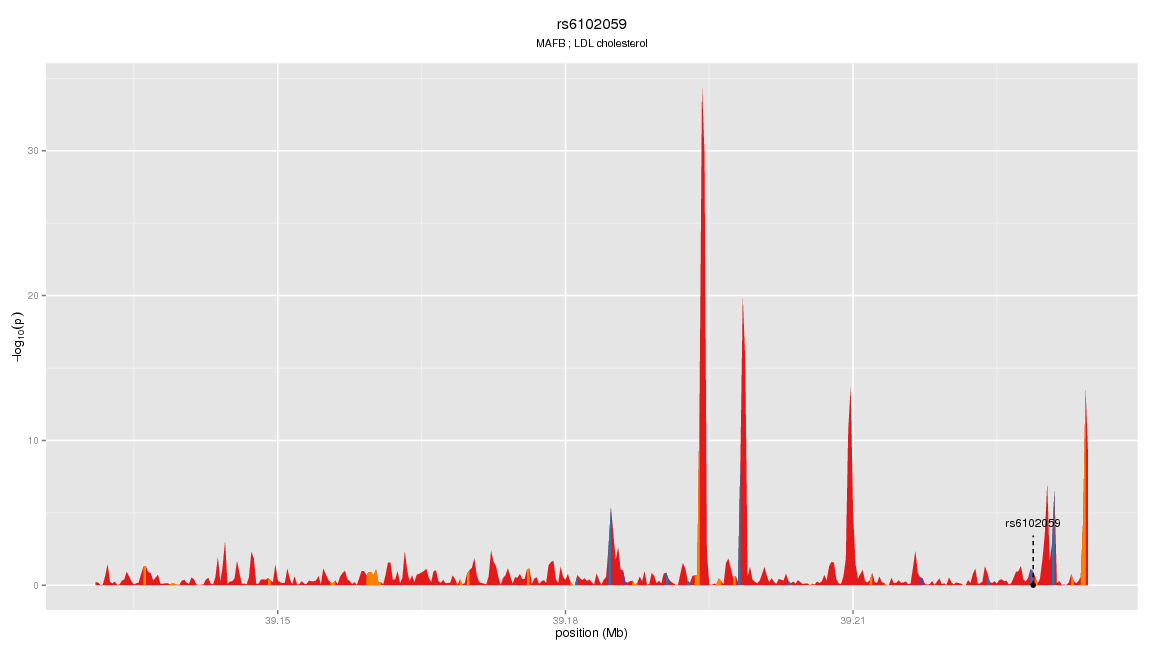 rs6102059
MAFB ; LDL cholesterol
−log10(p)
30
20
10
0
rs6102059
39.15
39.18
39.21
position (Mb)